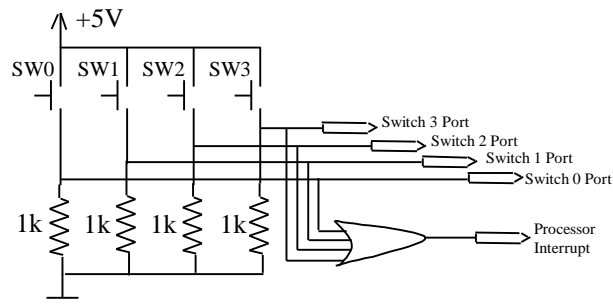 +5V
SW0 SW1 SW2 SW3
Switch 3 Port
Switch 2 Port
Switch 1 Port
Switch 0 Port
1k 1k 1k 1k
Processor
Interrupt